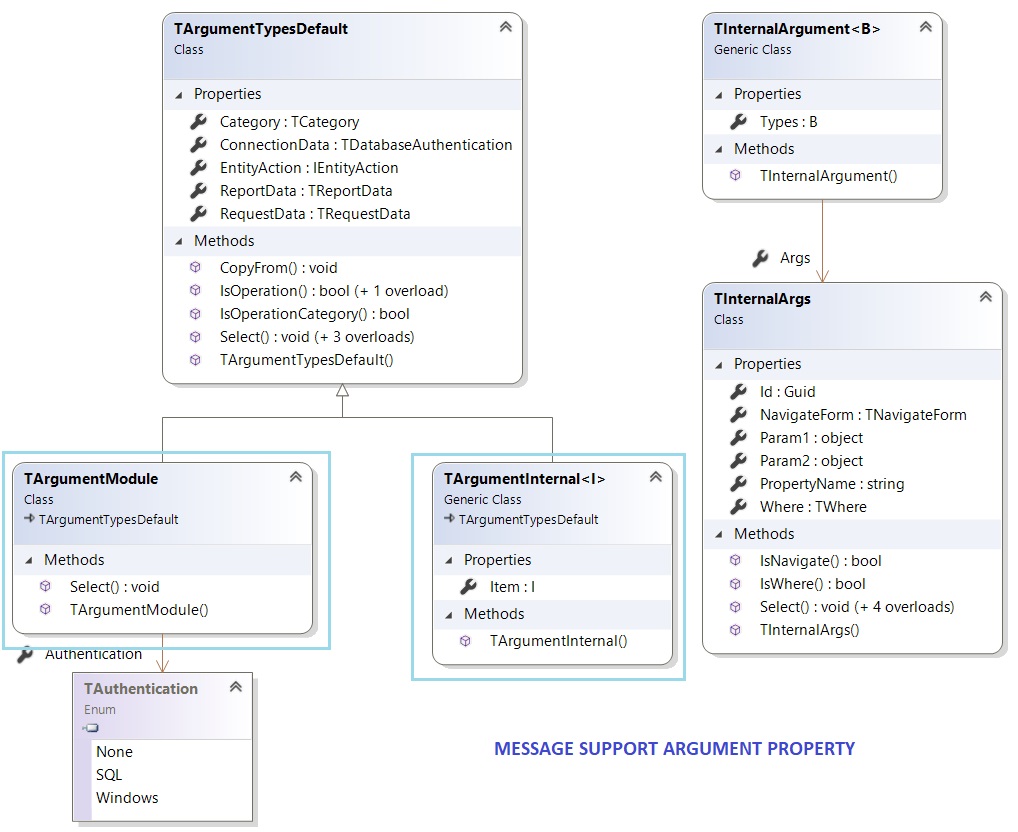 TArgumentTypesDefault
Class
Properties
Category : TCategory
ConnectionData : TDatabaseAuthentication
EntityAction : IEntityAction
ReportData : TReportData
RequestData : TRequestData
Methods
CopyFrom() : void
IsOperation() : bool (+ 1 overload)
IsOperationCategory() : bool
Select() : void (+ 3 overloads)
TArgumentTypesDefault()
TInternalArgument<B>
Generic Class
Properties
Types : B
Methods
TInternalArgument()
Args
TInternalArgs
Class
Properties
Id : Guid
NavigateForm : TNavigateForm
Param1 : object
Param2 : object
PropertyName : string
Where : TWhere
Methods
IsNavigate() : bool
IsWhere() : bool
Select() : void (+ 4 overloads)
TInternalArgs()
TArgumentModule
Class
TArgumentTypesDefault
Methods
Select() : void
TArgumentModule()
Authentication
TArgumentInternal<I>
Generic Class
TArgumentTypesDefault
Properties
Item : I
Methods
TArgumentInternal()
TAuthentication
Enum
None
SQL
Windows
MESSAGE SUPPORT ARGUMENT PROPERTY